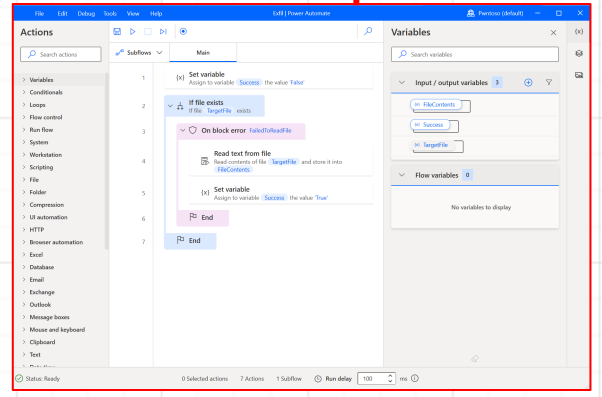 File Edit Debug Tools View Help
Exfil | Power Automate
Pwntoso (default)
Actions
Search actions
Variables
Conditionals
Loops
Flow control
Run flow
System
Workstation
Scripting
File
Folder
Compression
UI automation
HTTP
Browser automation
Excel
Database
Email
Exchange
Outlook
Message boxes
Mouse and keyboard
Clipboard
Text
Subflows
Main
1
Set variable
Assign to variable Success the value 'False'
2
If file exists
If file TargetFile exists
3
On block error FailedToReadFile
4
Read text from file
Read contents of file TargetFile and store it into
FileContents
5
{x} Set variable
Assign to variable Success the value 'True'
6
End
7
End
Variables
{x}
Search variables
Input / output variables 3
FileContents
Success
TargetFile
Flow variables 0
No variables to display
Status: Ready
0 Selected actions
7 Actions
1 Subflow
Run delay
100
ms